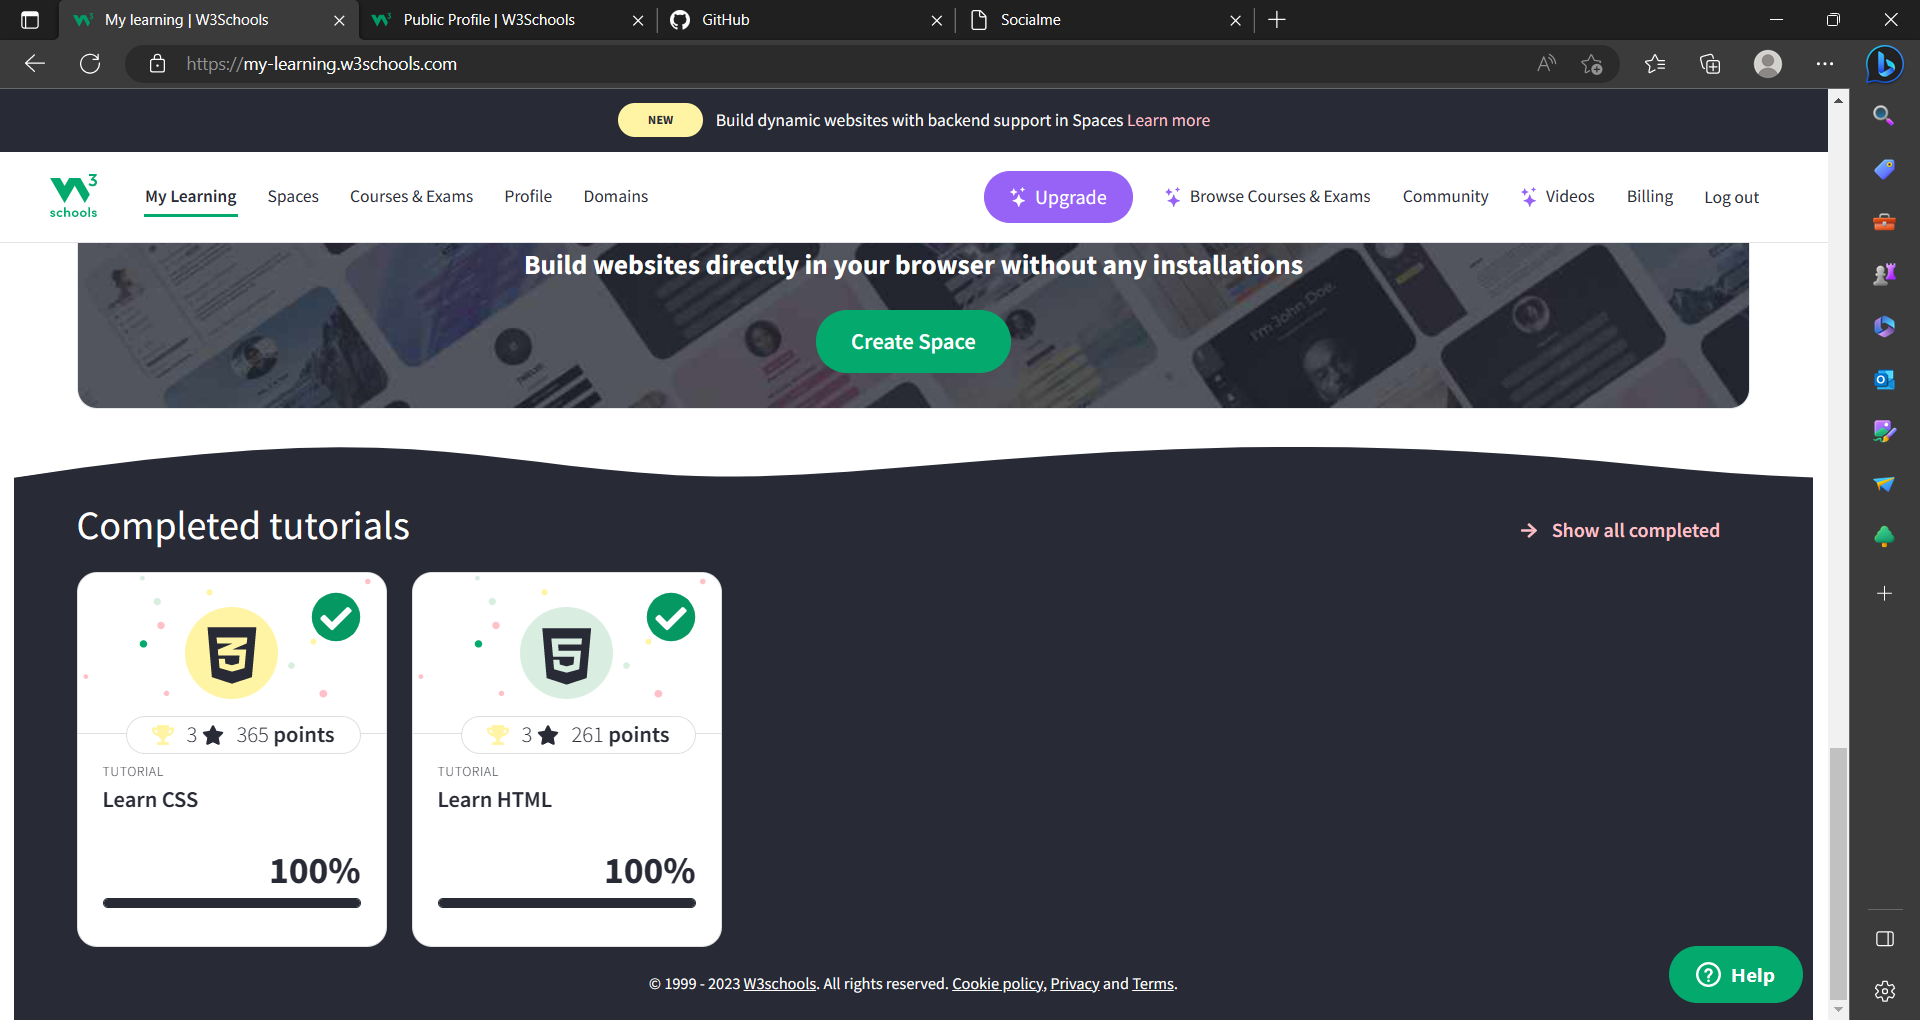 My learning | W3Schools
Public Profile | W3Schools
GitHub
Socialme
https://my-learning.w3schools.com
NEW
Build dynamic websites with backend support in Spaces Learn more
W3 schools
My Learning
Spaces
Courses & Exams
Profile
Domains
Upgrade
Browse Courses & Exams
Community
Videos
Billing
Log out
Build websites directly in your browser without any installations
I'm John Doe.
Create Space
Completed tutorials
Show all completed
3 365 points
TUTORIAL
Learn CSS
100%
3 261 points
TUTORIAL
Learn HTML
100%
© 1999 - 2023 W3schools. All rights reserved. Cookie policy, Privacy and Terms.
Help